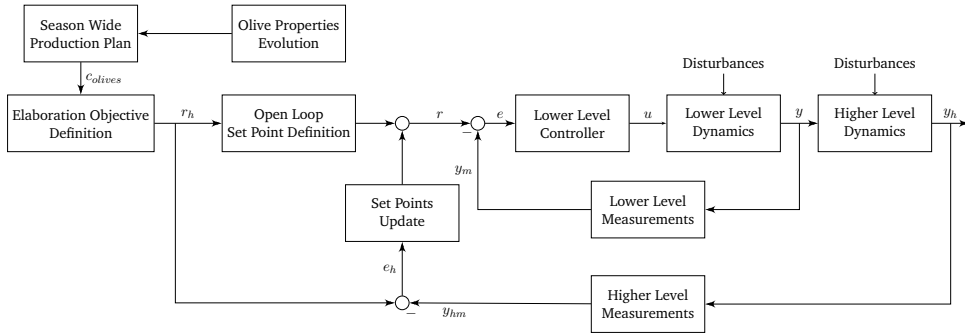 Season Wide
Production Plan
Olive Properties
Evolution
c_olives
Disturbances
Disturbances
Elaboration Objective
Definition
r_h
Open Loop
Set Point Definition
r
e
−
Lower Level
Controller
u
Lower Level
Dynamics
y
Higher Level
Dynamics
y_h
y_m
Set Points
Update
Lower Level
Measurements
e_h
−
y_hm
Higher Level
Measurements